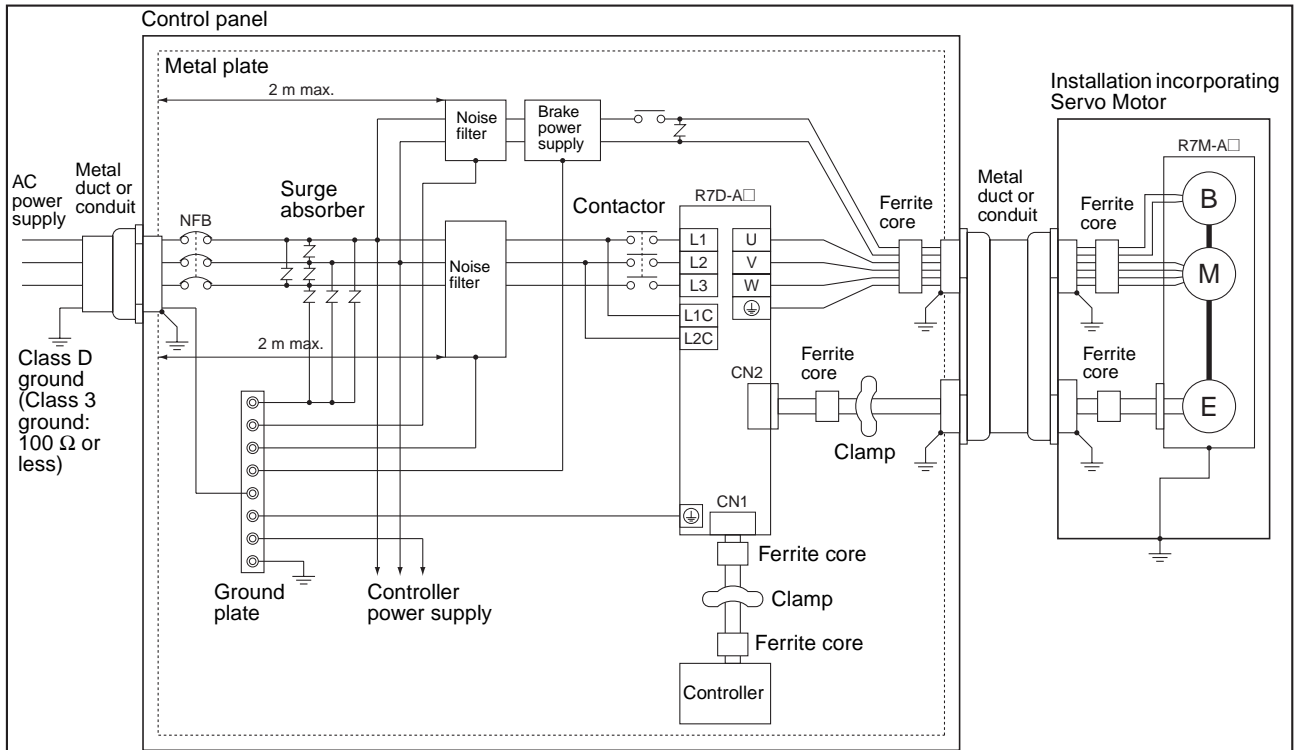 Control panel
Metal plate
2 m max.
Noise
filter
Brake
power
supply
Installation incorporating
Servo Motor
R7M-A□
AC
power
supply
Metal
duct or
conduit
NFB
Surge
absorber
Noise
filter
Contactor
R7D-A□
L1
L2
L3
L1C
L2C
U
V
W
Ferrite
core
Metal
duct or
conduit
Ferrite
core
B
M
E
2 m max.
Class D
ground
(Class 3
ground:
100 Ω or
less)
CN2
Ferrite
core
Clamp
Ferrite
core
CN1
Ground
plate
Controller
power supply
Ferrite core
Clamp
Ferrite core
Controller